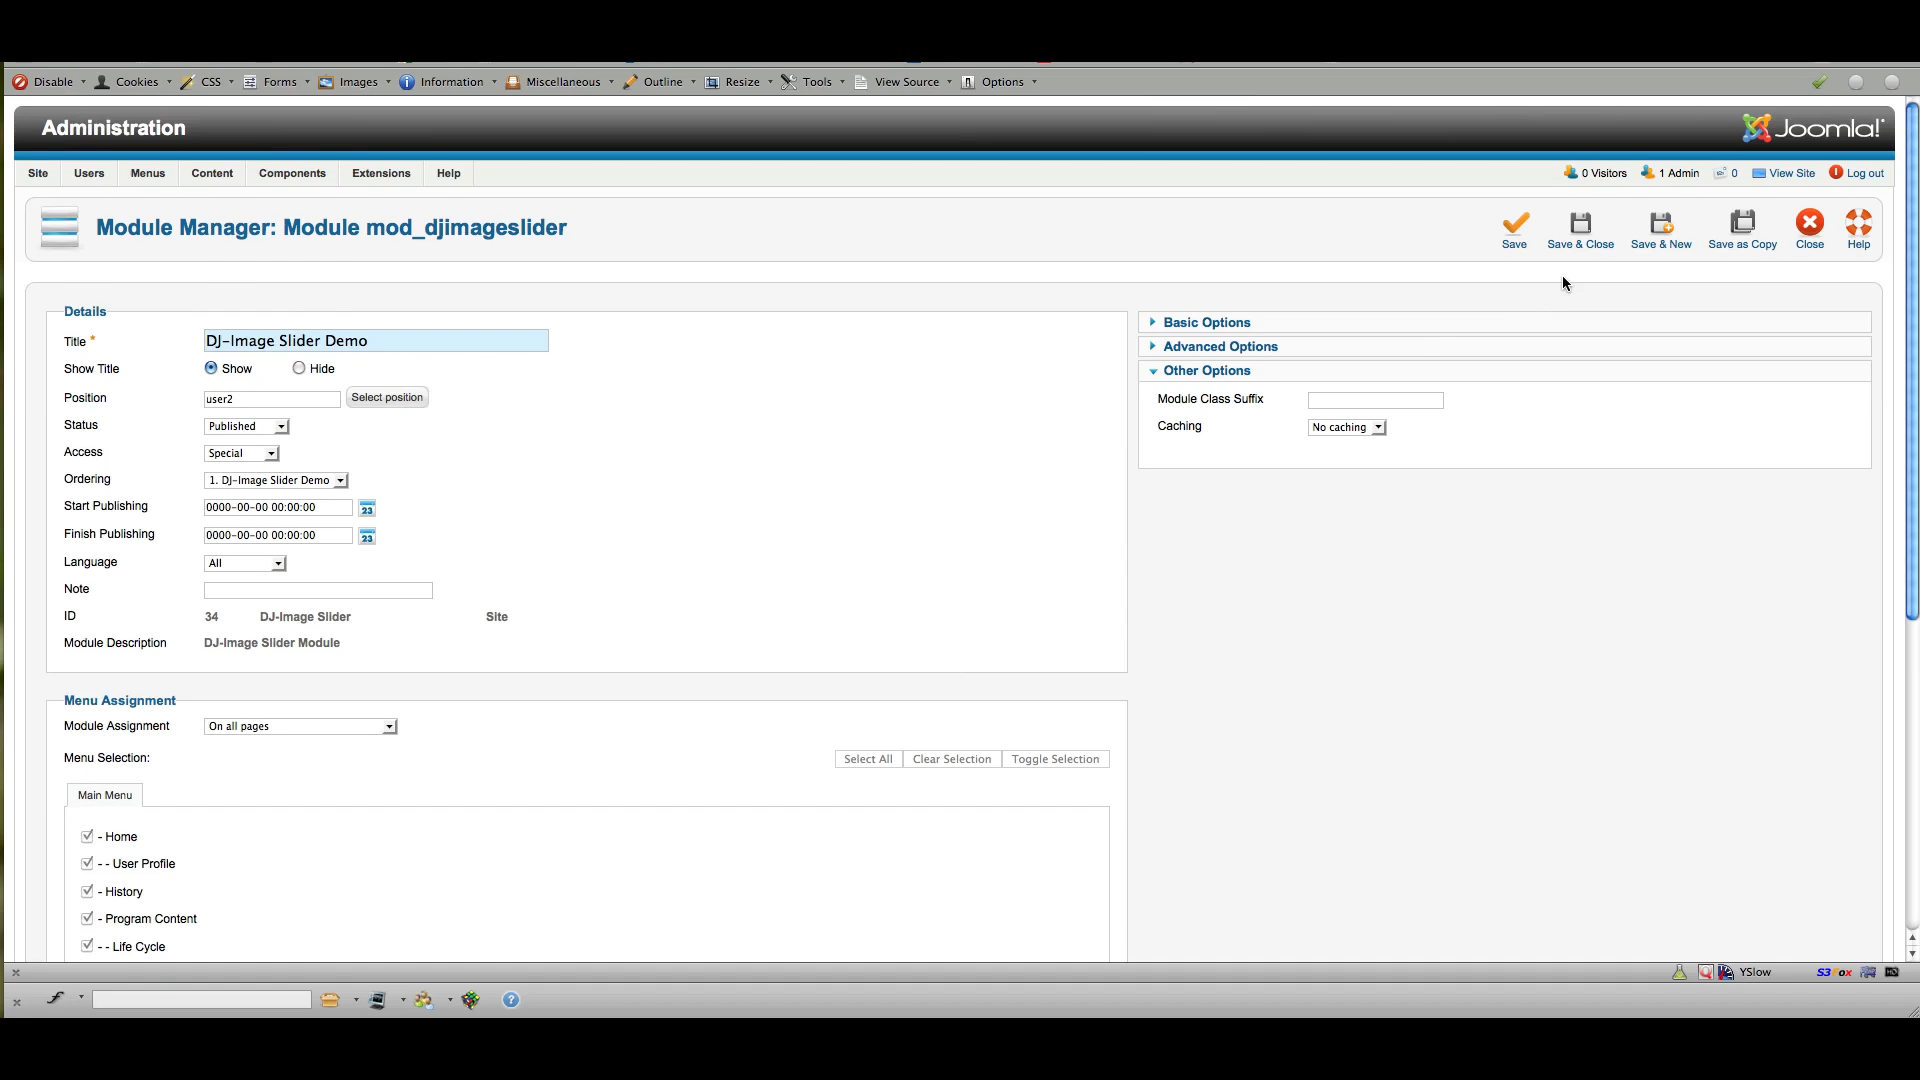 Disable Cookies CSS Forms Images Information Miscellaneous Outline Resize Tools View Source Options
Administration
Joomla!
Site Users Menus Content Components Extensions Help
0 Visitors 1 Admin 0 View Site Log out
Module Manager: Module mod_djimageslider
Save Save & Close Save & New Save as Copy Close Help
Details
Title * DJ-Image Slider Demo
Show Title Show Hide
Position user2 Select position
Status Published
Access Special
Ordering 1. DJ-Image Slider Demo
Start Publishing 0000-00-00 00:00:00 23
Finish Publishing 0000-00-00 00:00:00 23
Language All
Note
ID 34 DJ-Image Slider Site
Module Description DJ-Image Slider Module
Basic Options
Advanced Options
Other Options
Module Class Suffix
Caching No caching
Menu Assignment
Module Assignment On all pages
Menu Selection:
Select All Clear Selection Toggle Selection
Main Menu
- Home
- - User Profile
- History
- Program Content
- - Life Cycle
YSlow S3Fox HD